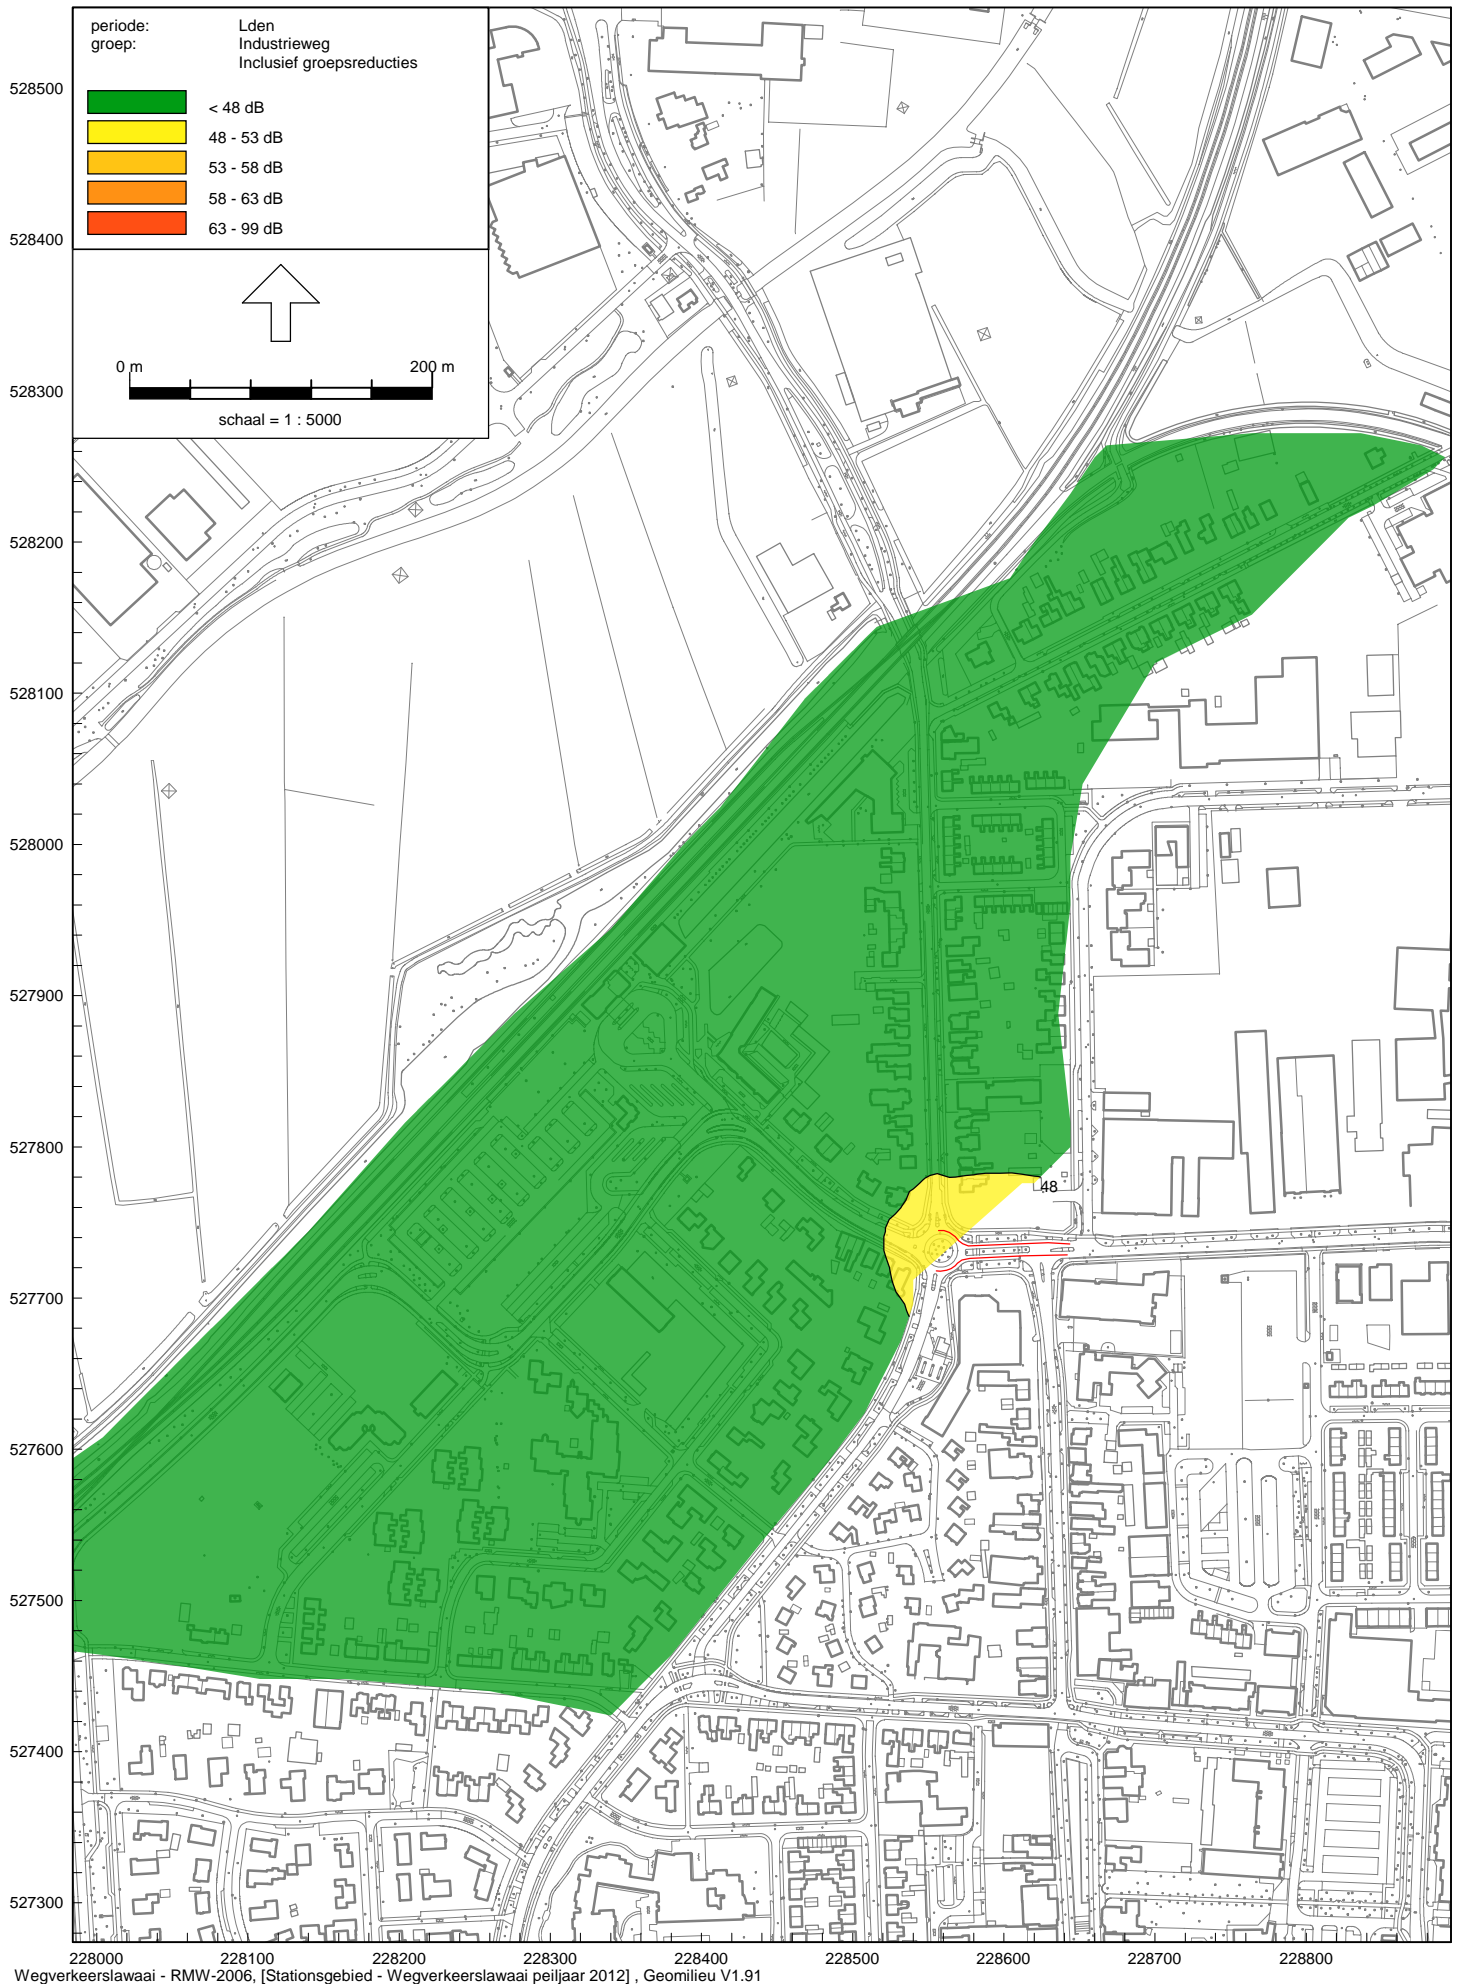 periode: Lden
groep: Industrieweg
Inclusief groepsreducties
< 48 dB
48 - 53 dB
53 - 58 dB
58 - 63 dB
63 - 99 dB
0 m 200 m
schaal = 1 : 5000
528500
528400
528300
528200
528100
528000
527900
527800
527700
527600
527500
527400
527300
48
228000 228100 228200 228300 228400 228500 228600 228700 228800
Wegverkeerslawaai - RMW-2006, [Stationsgebied - Wegverkeerslawaai peiljaar 2012] , Geomilieu V1.91